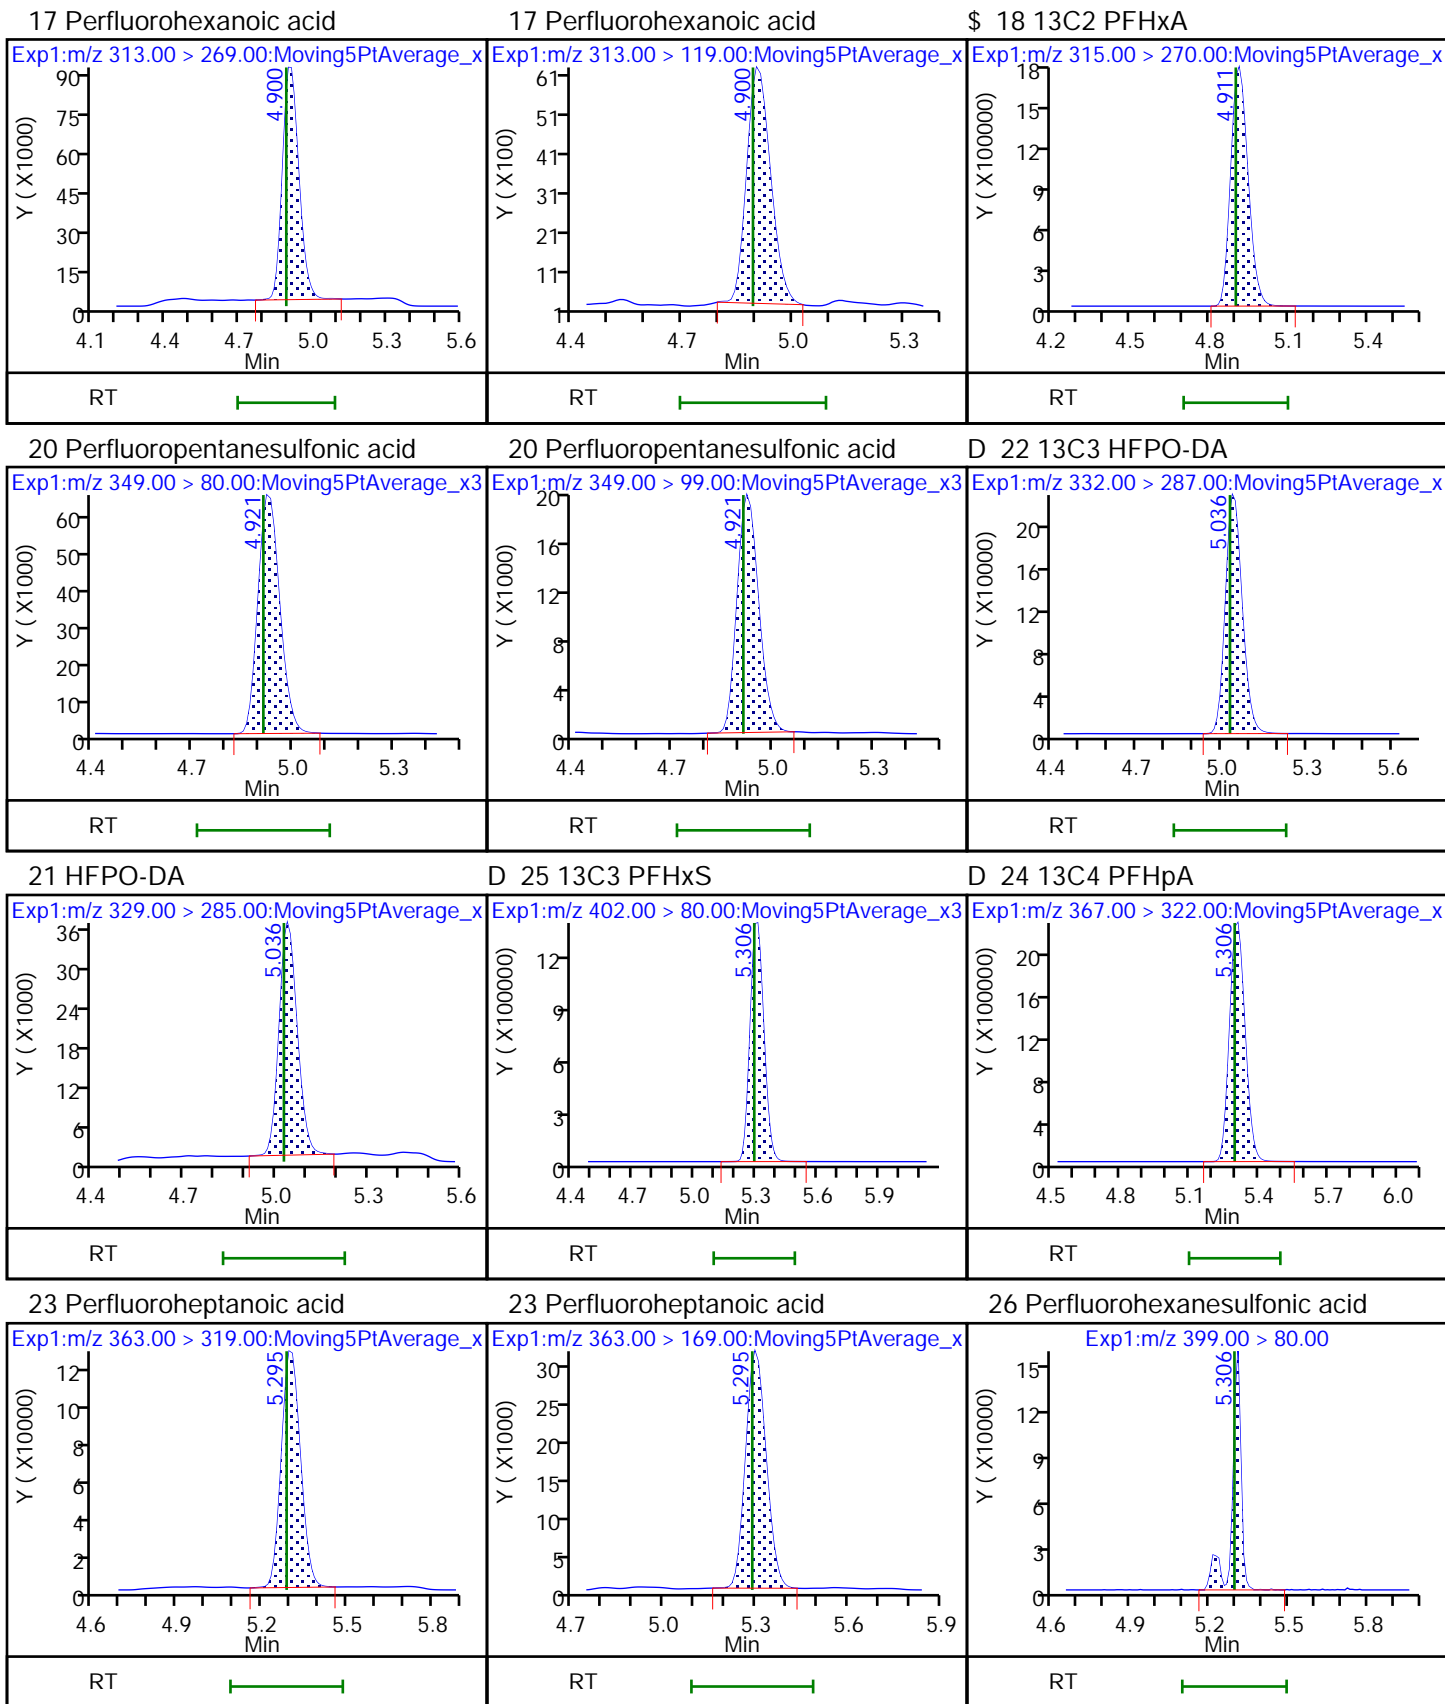 17 Perfluorohexanoic acid
Exp1:m/z 313.00 > 269.00:Moving5PtAverage_x
Y ( X1000)
90
75
60
45
30
15
0
4.900
4.1 4.4 4.7 5.0 5.3 5.6
Min
RT
17 Perfluorohexanoic acid
Exp1:m/z 313.00 > 119.00:Moving5PtAverage_x
Y ( X100)
61
51
41
31
21
11
1
4.900
4.4 4.7 5.0 5.3
Min
RT
$ 18 13C2 PFHxA
Exp1:m/z 315.00 > 270.00:Moving5PtAverage_x
Y ( X100000)
18
15
12
9
6
3
0
4.911
4.2 4.5 4.8 5.1 5.4
Min
RT
20 Perfluoropentanesulfonic acid
Exp1:m/z 349.00 > 80.00:Moving5PtAverage_x3
Y ( X1000)
60
50
40
30
20
10
0
4.921
4.4 4.7 5.0 5.3
Min
RT
20 Perfluoropentanesulfonic acid
Exp1:m/z 349.00 > 99.00:Moving5PtAverage_x3
Y ( X1000)
20
16
12
8
4
0
4.921
4.4 4.7 5.0 5.3
Min
RT
D 22 13C3 HFPO-DA
Exp1:m/z 332.00 > 287.00:Moving5PtAverage_x
Y ( X10000)
20
16
12
8
4
0
5.036
4.4 4.7 5.0 5.3 5.6
Min
RT
21 HFPO-DA
Exp1:m/z 329.00 > 285.00:Moving5PtAverage_x
Y ( X1000)
36
30
24
18
12
6
0
5.036
4.4 4.7 5.0 5.3 5.6
Min
RT
D 25 13C3 PFHxS
Exp1:m/z 402.00 > 80.00:Moving5PtAverage_x3
Y ( X100000)
12
9
6
3
0
5.306
4.4 4.7 5.0 5.3 5.6 5.9
Min
RT
D 24 13C4 PFHpA
Exp1:m/z 367.00 > 322.00:Moving5PtAverage_x
Y ( X100000)
20
16
12
8
4
0
5.306
4.5 4.8 5.1 5.4 5.7 6.0
Min
RT
23 Perfluoroheptanoic acid
Exp1:m/z 363.00 > 319.00:Moving5PtAverage_x
Y ( X10000)
12
10
8
6
4
2
0
5.295
4.6 4.9 5.2 5.5 5.8
Min
RT
23 Perfluoroheptanoic acid
Exp1:m/z 363.00 > 169.00:Moving5PtAverage_x
Y ( X1000)
30
25
20
15
10
5
0
5.295
4.7 5.0 5.3 5.6 5.9
Min
RT
26 Perfluorohexanesulfonic acid
Exp1:m/z 399.00 > 80.00
Y ( X10000)
15
12
9
6
3
0
5.306
4.6 4.9 5.2 5.5 5.8
Min
RT